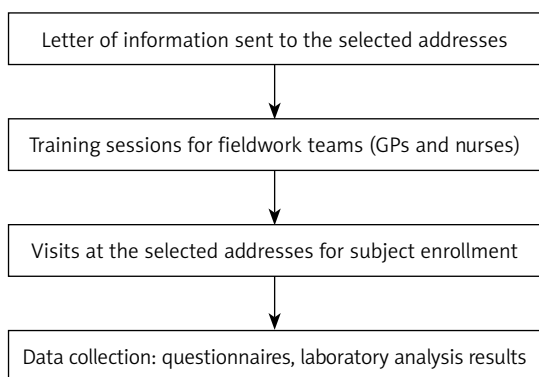 Letter of information sent to the selected addresses
Training sessions for fieldwork teams (GPs and nurses)
Visits at the selected addresses for subject enrollment
Data collection: questionnaires, laboratory analysis results